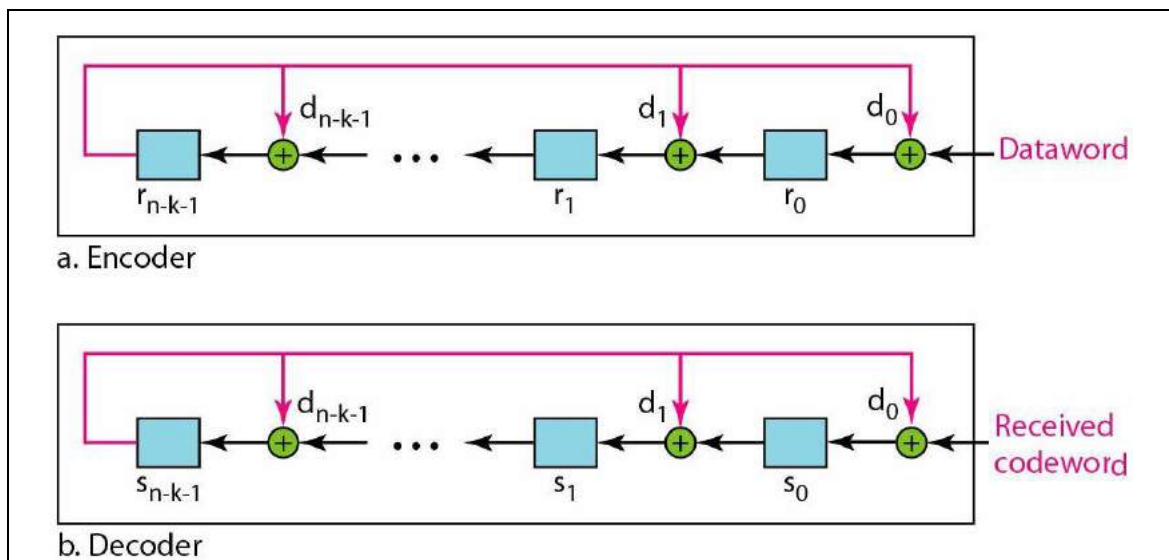 d_{n-k-1} d_1 d_0
Dataword
r_{n-k-1} r_1 r_0
a. Encoder
d_{n-k-1} d_1 d_0
Received
codeword
s_{n-k-1} s_1 s_0
b. Decoder